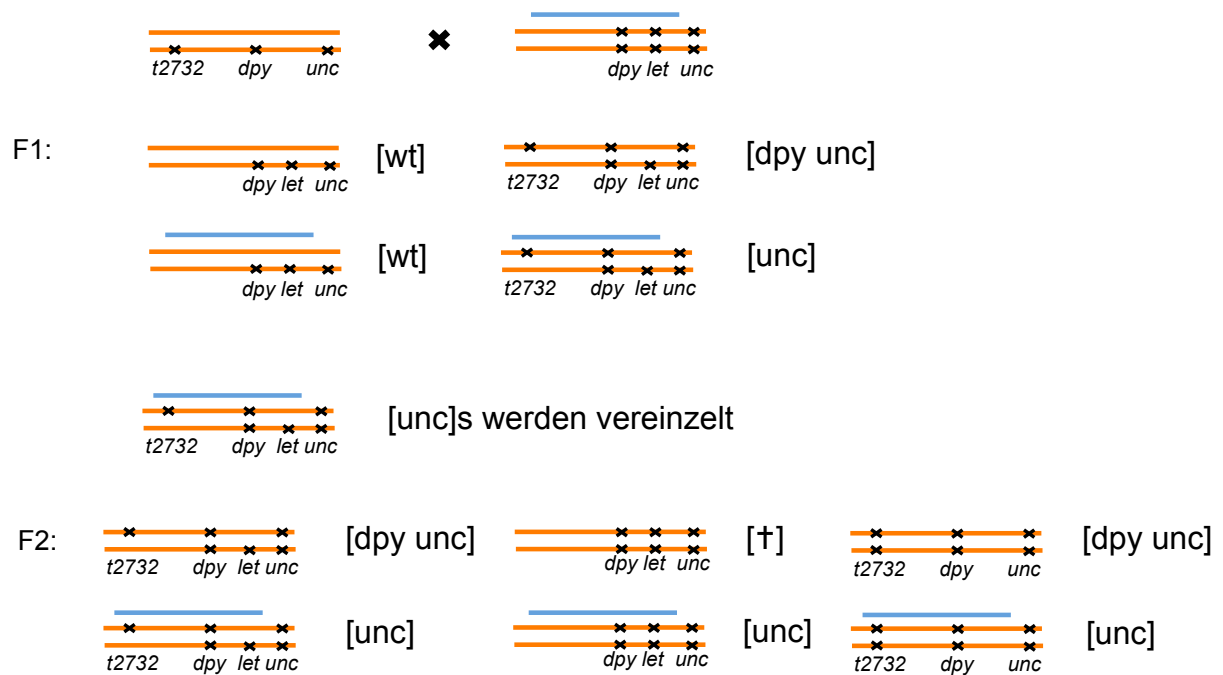 t2732 dpy unc
dpy let unc
F1:
[wt]
dpy let unc
[dpy unc]
t2732 dpy let unc
[wt]
dpy let unc
[unc]
t2732 dpy let unc
[unc]s werden vereinzelt
t2732 dpy let unc
F2:
[dpy unc]
t2732 dpy let unc
[†]
dpy let unc
[dpy unc]
t2732 dpy unc
[unc]
t2732 dpy let unc
[unc]
dpy let unc
[unc]
t2732 dpy unc